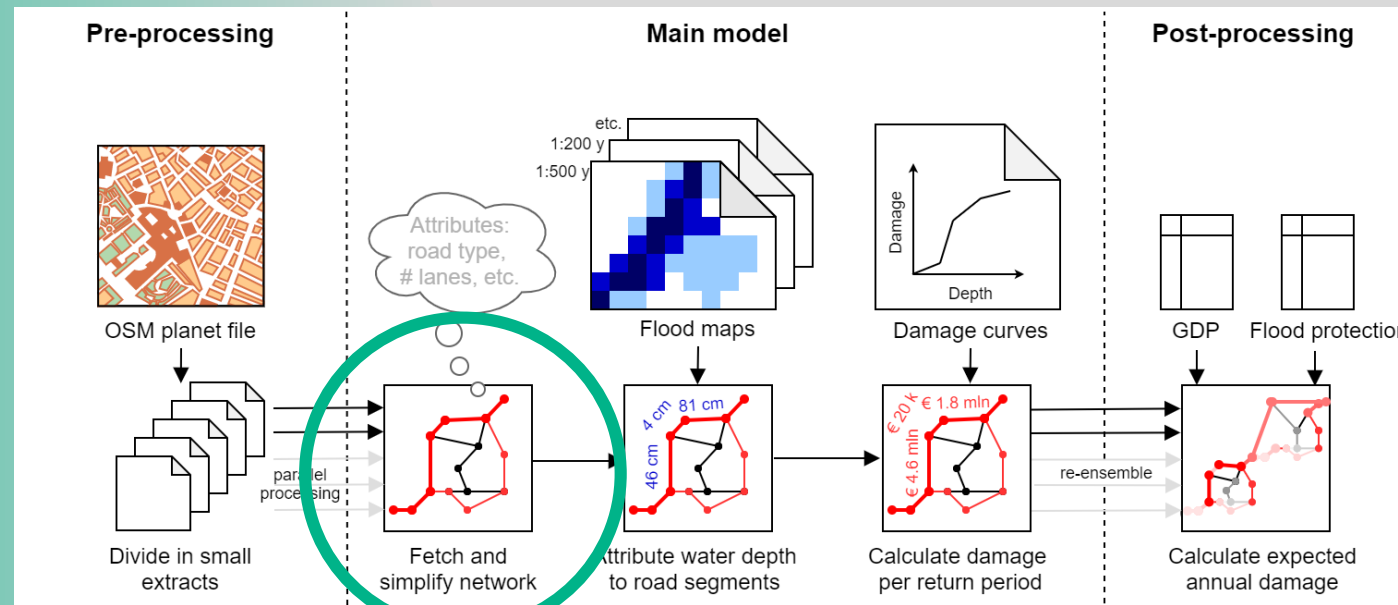 Pre-processing
Main model
Post-processing
etc.
1:200 y
1:500 y
Attributes:
road type,
# lanes, etc.
Damage
Depth
OSM planet file
Flood maps
Damage curves
GDP
Flood protection
parallel
processing
4 cm
81 cm
46 cm
€ 20 k
€ 1.8 mln
€ 4.6 mln
re-ensemble
Divide in small
extracts
Fetch and
simplify network
Attribute water depth
to road segments
Calculate damage
per return period
Calculate expected
annual damage